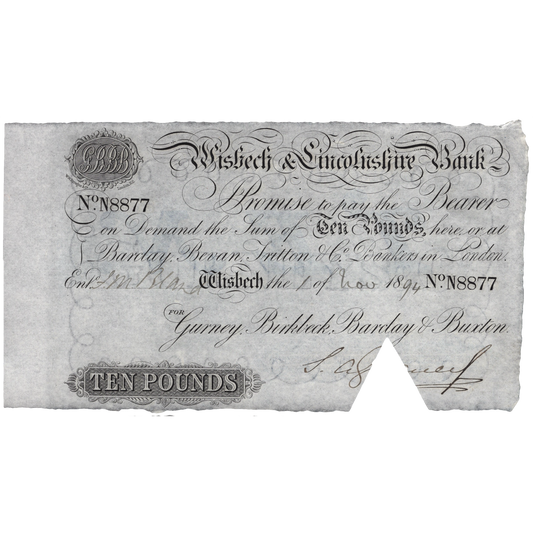 GBBB
Wisbech & Lincolnshire Bank
No. N8877
Promise to pay the Bearer
on Demand the Sum of Ten Pounds, here, or at
Barclay, Bevan, Tritton & Co. Bankers in London.
Entd. Wisbech the 1 of Nov 1894 No. N8877
FOR
Gurney, Birkbeck, Barclay & Buxton.
TEN POUNDS